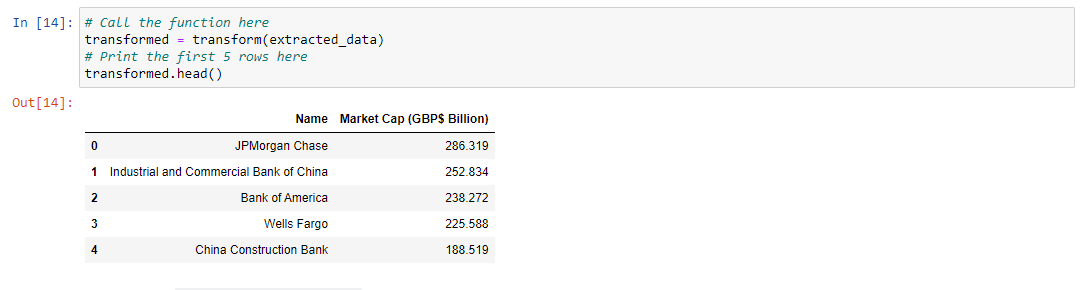 In [14]: # Call the function here
transformed = transform(extracted_data)
# Print the first 5 rows here
transformed.head()
Out[14]:
Name Market Cap (GBP$ Billion)
0 JPMorgan Chase 286.319
1 Industrial and Commercial Bank of China 252.834
2 Bank of America 238.272
3 Wells Fargo 225.588
4 China Construction Bank 188.519